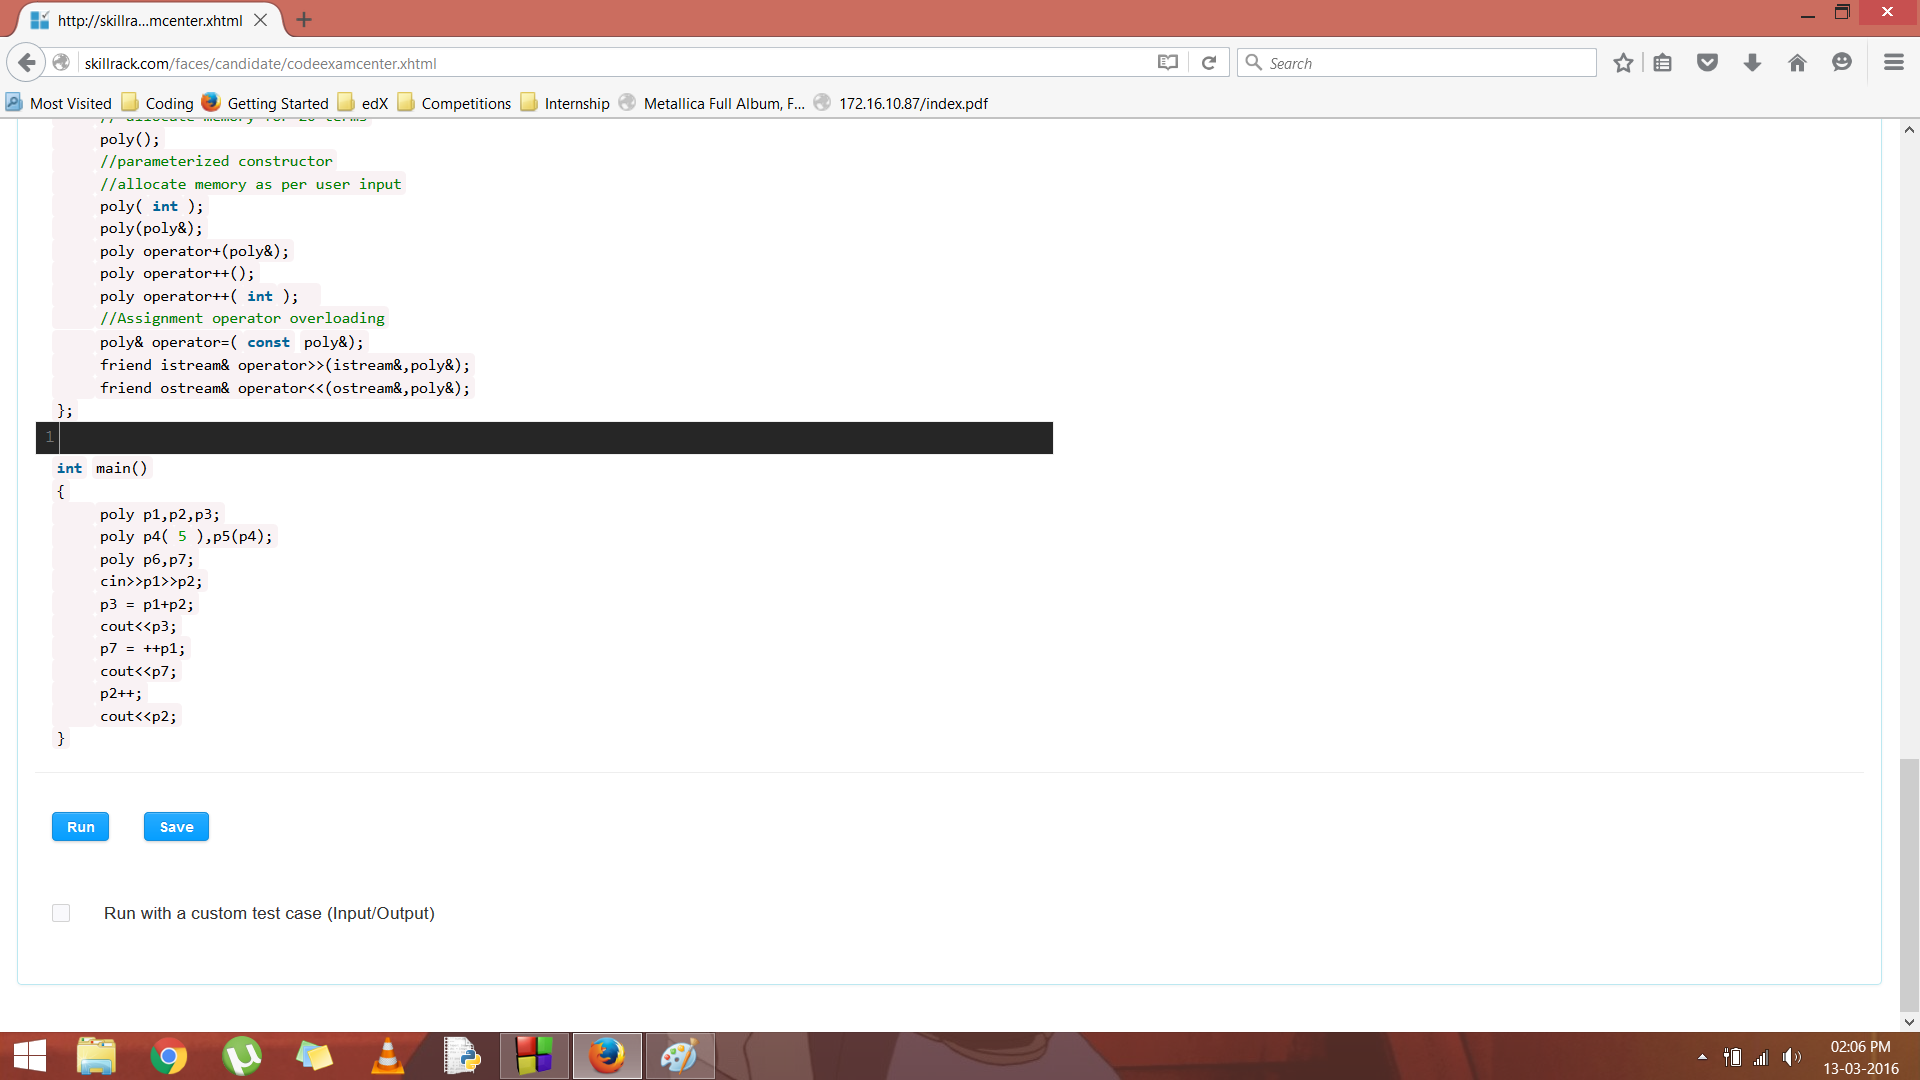 http://skillra...mcenter.xhtml
skillrack.com/faces/candidate/codeexamcenter.xhtml
Search
Most Visited Coding Getting Started edX Competitions Internship Metallica Full Album, F... 172.16.10.87/index.pdf
// allocate memory for 20 terms
poly();
//parameterized constructor
//allocate memory as per user input
poly( int );
poly(poly&);
poly operator+(poly&);
poly operator++();
poly operator++( int );
//Assignment operator overloading
poly& operator=( const poly&);
friend istream& operator>>(istream&,poly&);
friend ostream& operator<<(ostream&,poly&);
};
1
int main()
{
poly p1,p2,p3;
poly p4( 5 ),p5(p4);
poly p6,p7;
cin>>p1>>p2;
p3 = p1+p2;
cout<<p3;
p7 = ++p1;
cout<<p7;
p2++;
cout<<p2;
}
Run Save
Run with a custom test case (Input/Output)
02:06 PM
13-03-2016